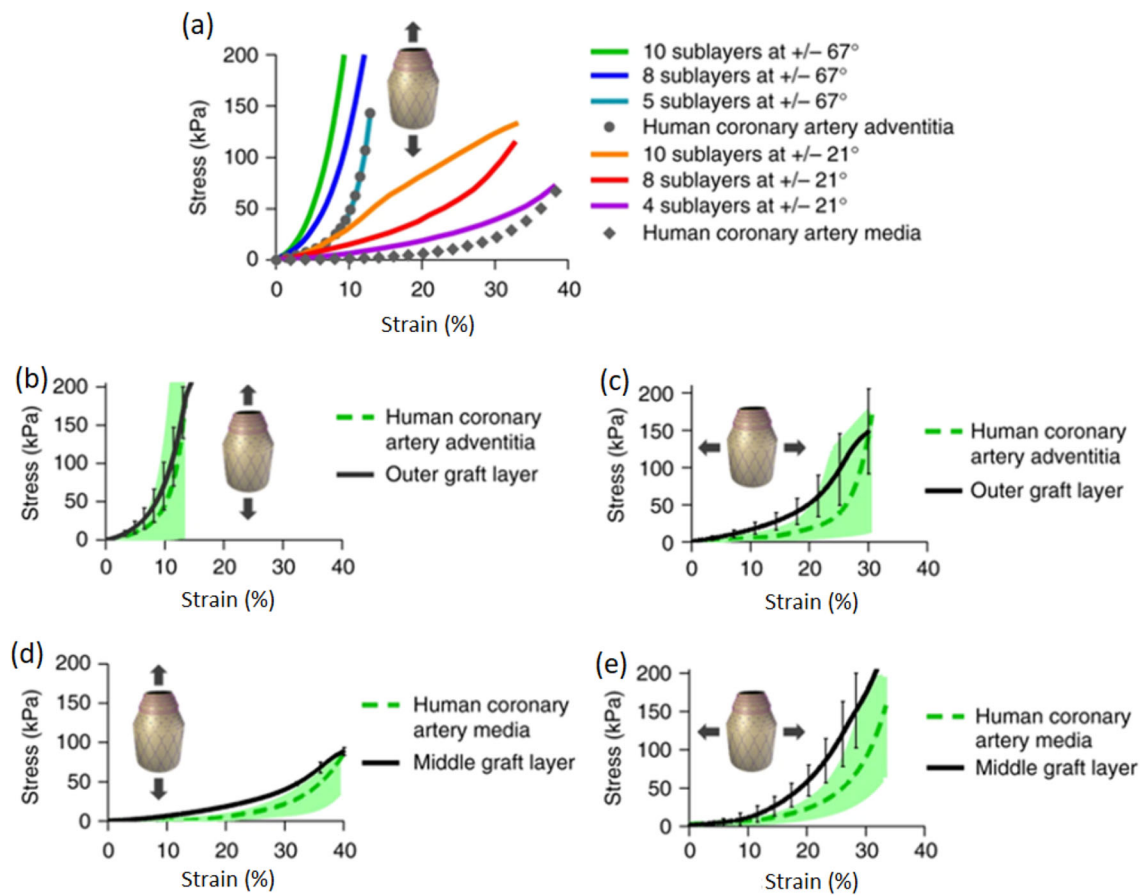 (a)
200
150
100
50
0
Stress (kPa)
0 10 20 30 40
Strain (%)
10 sublayers at +/− 67°
8 sublayers at +/− 67°
5 sublayers at +/− 67°
Human coronary artery adventitia
10 sublayers at +/− 21°
8 sublayers at +/− 21°
4 sublayers at +/− 21°
Human coronary artery media
(b)
200
150
100
50
0
Stress (kPa)
0 10 20 30 40
Strain (%)
Human coronary
artery adventitia
Outer graft layer
(c)
200
150
100
50
0
Stress (kPa)
0 10 20 30 40
Strain (%)
Human coronary
artery adventitia
Outer graft layer
(d)
200
150
100
50
0
Stress (kPa)
0 10 20 30 40
Strain (%)
Human coronary
artery media
Middle graft layer
(e)
200
150
100
50
0
Stress (kPa)
0 10 20 30 40
Strain (%)
Human coronary
artery media
Middle graft layer